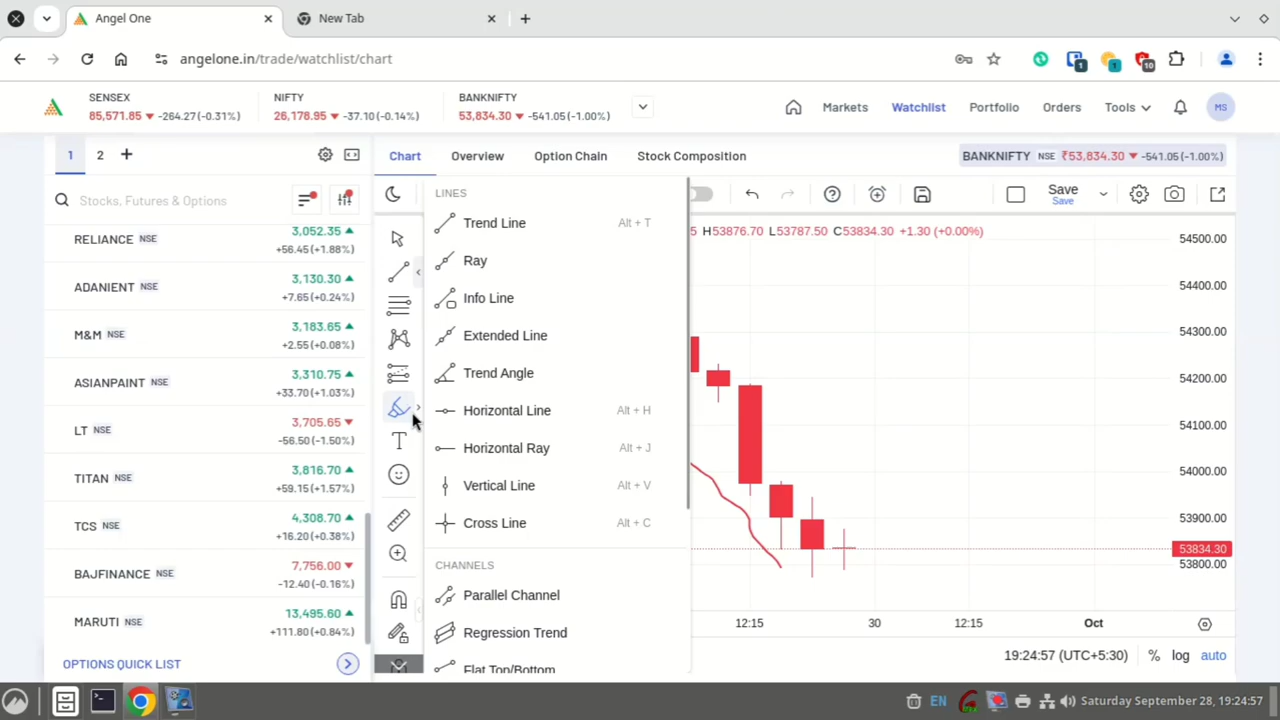 Angel One
New Tab
angelone.in/trade/watchlist/chart
1
1
10
SENSEX
85,571.85 -264.27 (-0.31%)
NIFTY
26,178.95 -37.10 (-0.14%)
BANKNIFTY
53,834.30 -541.05 (-1.00%)
Markets
Watchlist
Portfolio
Orders
Tools
MS
1
2
Chart
Overview
Option Chain
Stock Composition
BANKNIFTY NSE ₹53,834.30 -541.05 (-1.00%)
Stocks, Futures & Options
RELIANCE NSE 3,052.35
+56.45 (+1.88%)
ADANIENT NSE 3,130.30
+7.65 (+0.24%)
M&M NSE 3,183.65
+2.55 (+0.08%)
ASIANPAINT NSE 3,310.75
+33.70 (+1.03%)
LT NSE 3,705.65
-56.50 (-1.50%)
TITAN NSE 3,816.70
+59.15 (+1.57%)
TCS NSE 4,308.70
+16.20 (+0.38%)
BAJFINANCE NSE 7,756.00
-12.40 (-0.16%)
MARUTI NSE 13,495.60
+111.80 (+0.84%)
OPTIONS QUICK LIST
LINES
Trend Line Alt + T
Ray
Info Line
Extended Line
Trend Angle
Horizontal Line Alt + H
Horizontal Ray Alt + J
Vertical Line Alt + V
Cross Line Alt + C
CHANNELS
Parallel Channel
Regression Trend
Flat Top/Bottom
Save
Save
5 H53876.70 L53787.50 C53834.30 +1.30 (+0.00%)
54500.00
54400.00
54300.00
54200.00
54100.00
54000.00
53900.00
53834.30
53800.00
12:15
30
12:15
Oct
19:24:57 (UTC+5:30)
%
log
auto
EN
Saturday September 28, 19:24:57